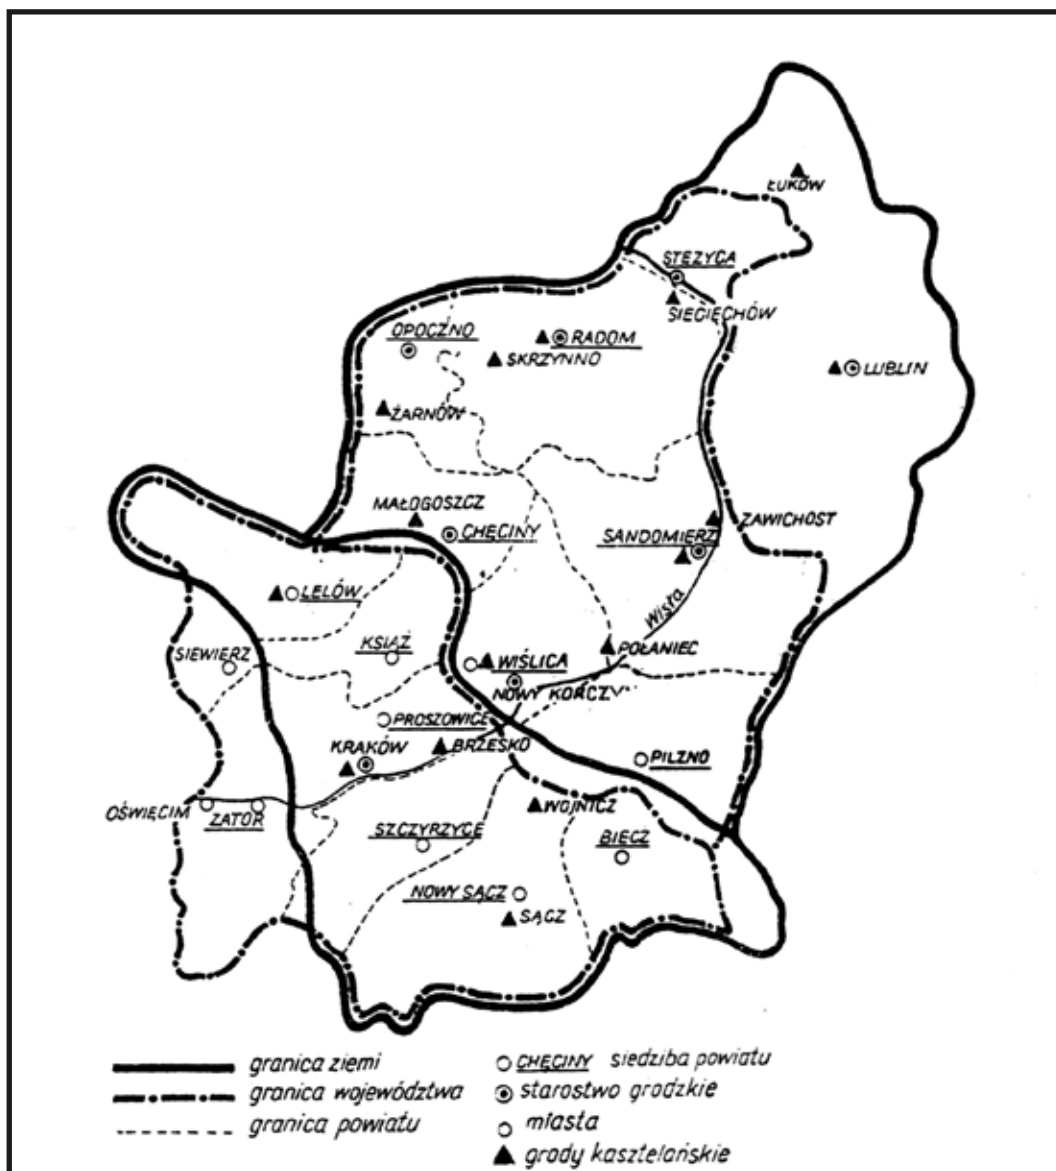 ŁUKÓW
STĘŻYCA
SIECIECHÓW
OPOCZNO
RADOM
SKRZYNNO
LUBLIN
ŻARNÓW
MAŁOGOSZCZ
CHĘCINY
ZAWICHOST
SANDOMIERZ
LELÓW
Wisła
SIEWIERZ
KSIĄŻ
WIŚLICA
POŁANIEC
NOWY KORCZY
PROSZOWICE
KRAKÓW
BRZESKO
PILZNO
OŚWIĘCIM
ZATOR
WOJNICZ
SZCZYRZYCE
BIECZ
NOWY SĄCZ
SĄCZ
granica ziemi
granica województwa
granica powiatu
CHĘCINY siedziba powiatu
starostwo grodzkie
miasta
grody kasztelańskie